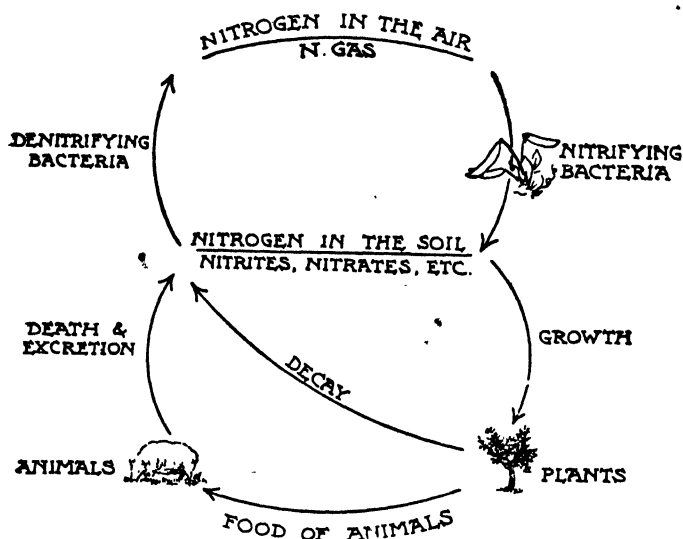 NITROGEN IN THE AIR
N. GAS
DENITRIFYING
BACTERIA
NITRIFYING
BACTERIA
NITROGEN IN THE SOIL
NITRITES, NITRATES, ETC.
DEATH &
EXCRETION
GROWTH
DECAY
ANIMALS
PLANTS
FOOD OF ANIMALS